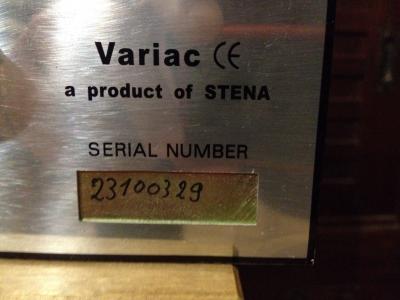 Variac CE
a product of STENA
SERIAL NUMBER
23100329